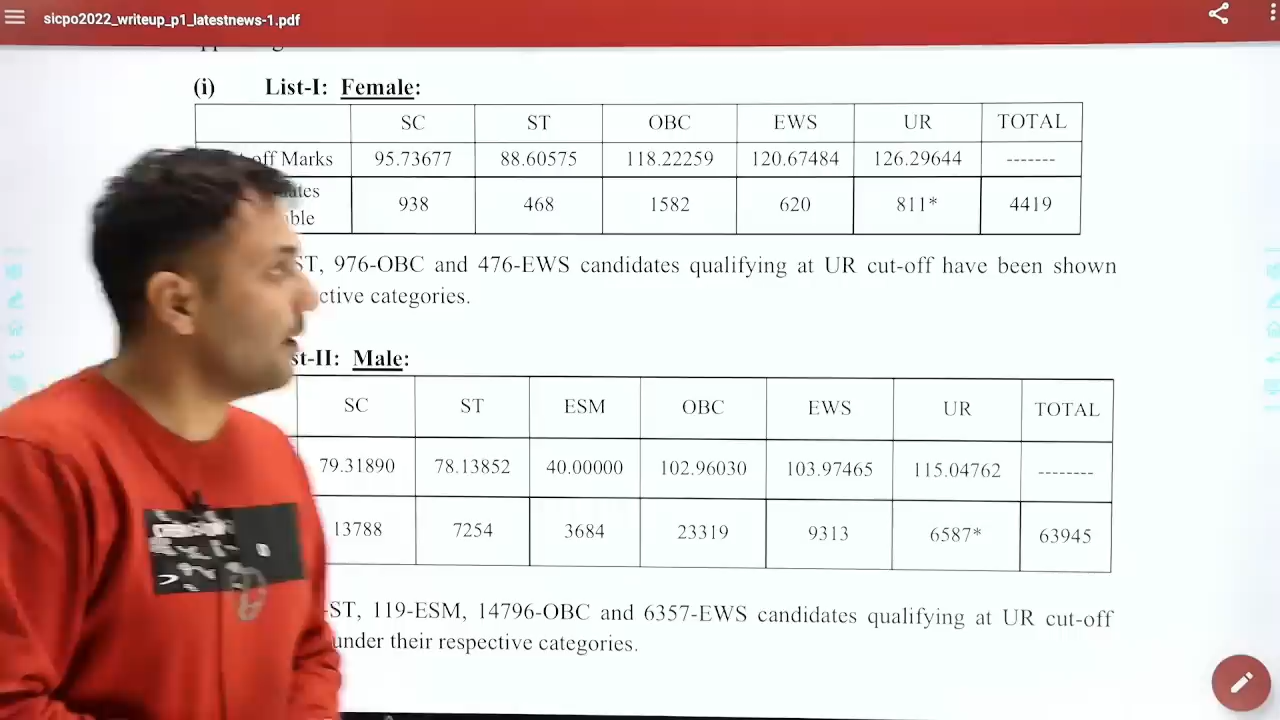 sicpo2022_writeup_p1_latestnews-1.pdf
(i) List-I: Female:
SC ST OBC EWS UR TOTAL
off Marks 95.73677 88.60575 118.22259 120.67484 126.29644 -------
938 468 1582 620 811* 4419
ST, 976-OBC and 476-EWS candidates qualifying at UR cut-off have been shown
ctive categories.
st-II: Male:
SC ST ESM OBC EWS UR TOTAL
79.31890 78.13852 40.00000 102.96030 103.97465 115.04762 --------
13788 7254 3684 23319 9313 6587* 63945
-ST, 119-ESM, 14796-OBC and 6357-EWS candidates qualifying at UR cut-off
under their respective categories.